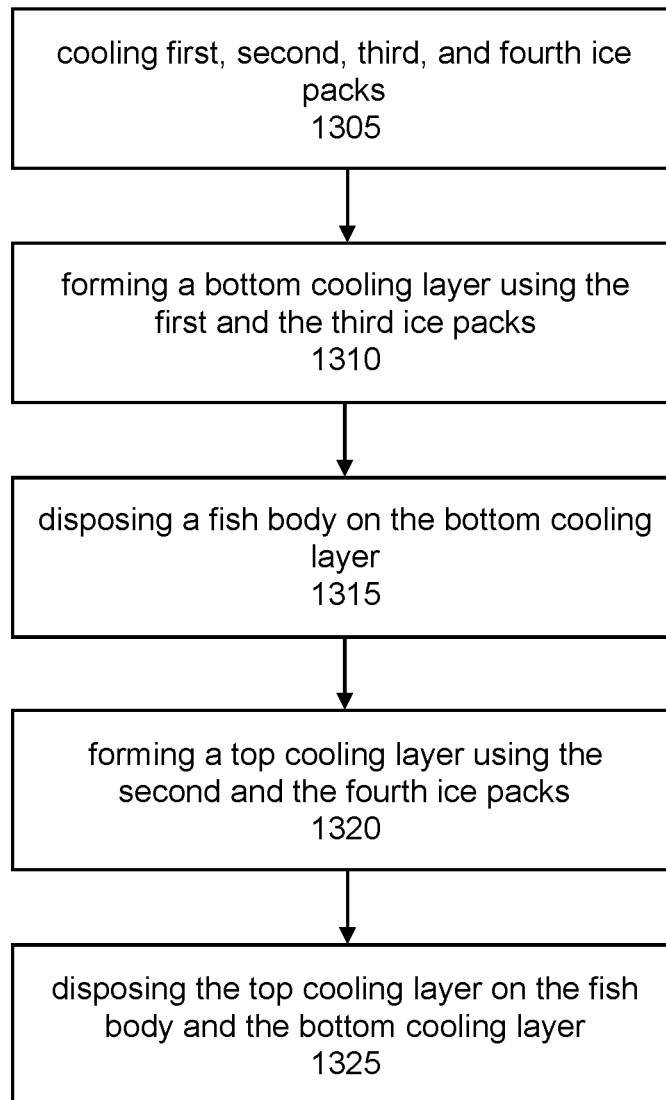 cooling first, second, third, and fourth ice
packs
1305
forming a bottom cooling layer using the
first and the third ice packs
1310
disposing a fish body on the bottom cooling
layer
1315
forming a top cooling layer using the
second and the fourth ice packs
1320
disposing the top cooling layer on the fish
body and the bottom cooling layer
1325